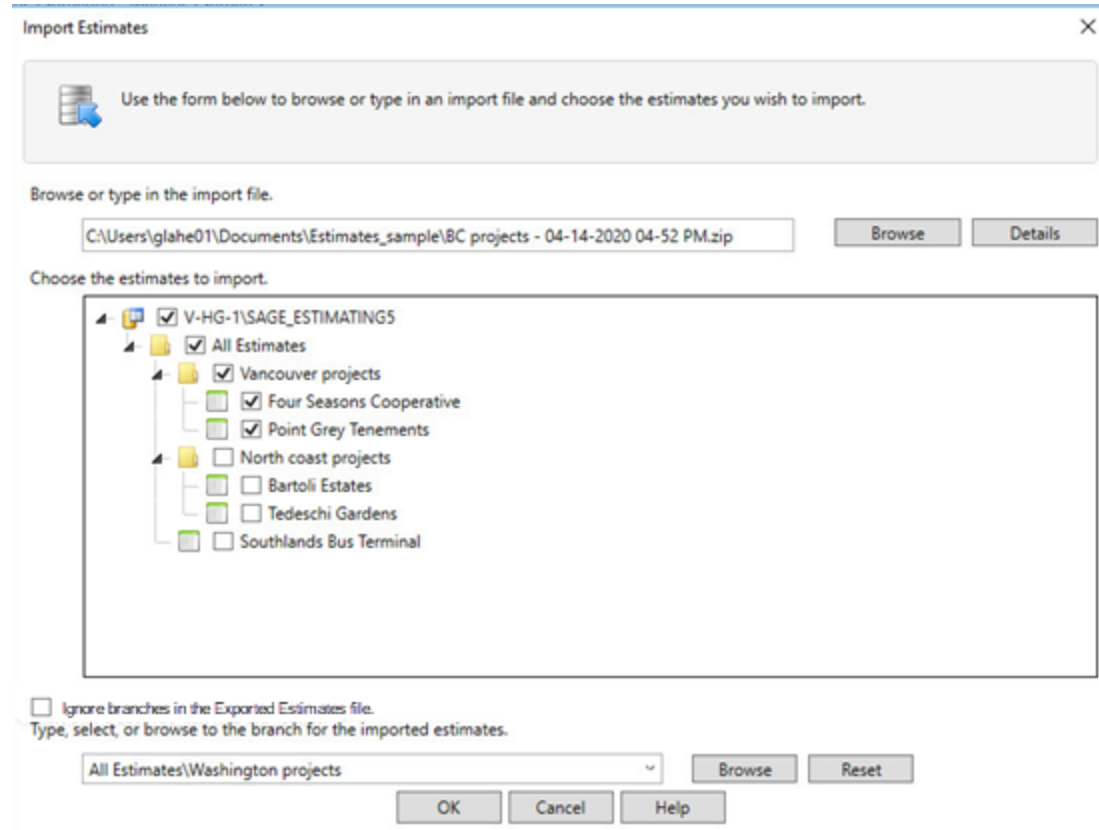 Import Estimates
Use the form below to browse or type in an import file and choose the estimates you wish to import.
Browse or type in the import file.
C:\Users\glahe01\Documents\Estimates_sample\BC projects - 04-14-2020 04-52 PM.zip
Browse
Details
Choose the estimates to import.
V-HG-1\SAGE_ESTIMATING5
All Estimates
Vancouver projects
Four Seasons Cooperative
Point Grey Tenements
North coast projects
Bartoli Estates
Tedeschi Gardens
Southlands Bus Terminal
Ignore branches in the Exported Estimates file.
Type, select, or browse to the branch for the imported estimates.
All Estimates\Washington projects
Browse
Reset
OK
Cancel
Help